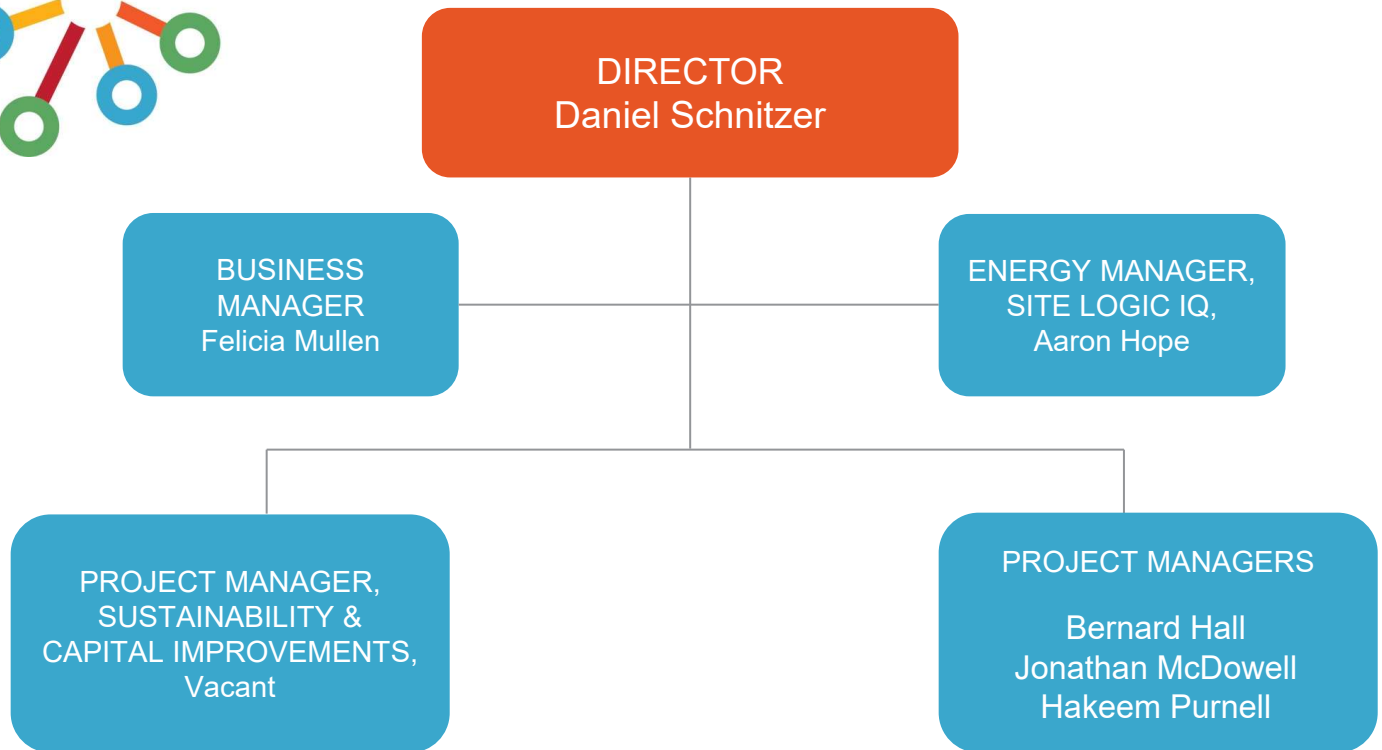 DIRECTOR
Daniel Schnitzer
BUSINESS
MANAGER
Felicia Mullen
ENERGY MANAGER,
SITE LOGIC IQ,
Aaron Hope
PROJECT MANAGER,
SUSTAINABILITY &
CAPITAL IMPROVEMENTS,
Vacant
PROJECT MANAGERS
Bernard Hall
Jonathan McDowell
Hakeem Purnell